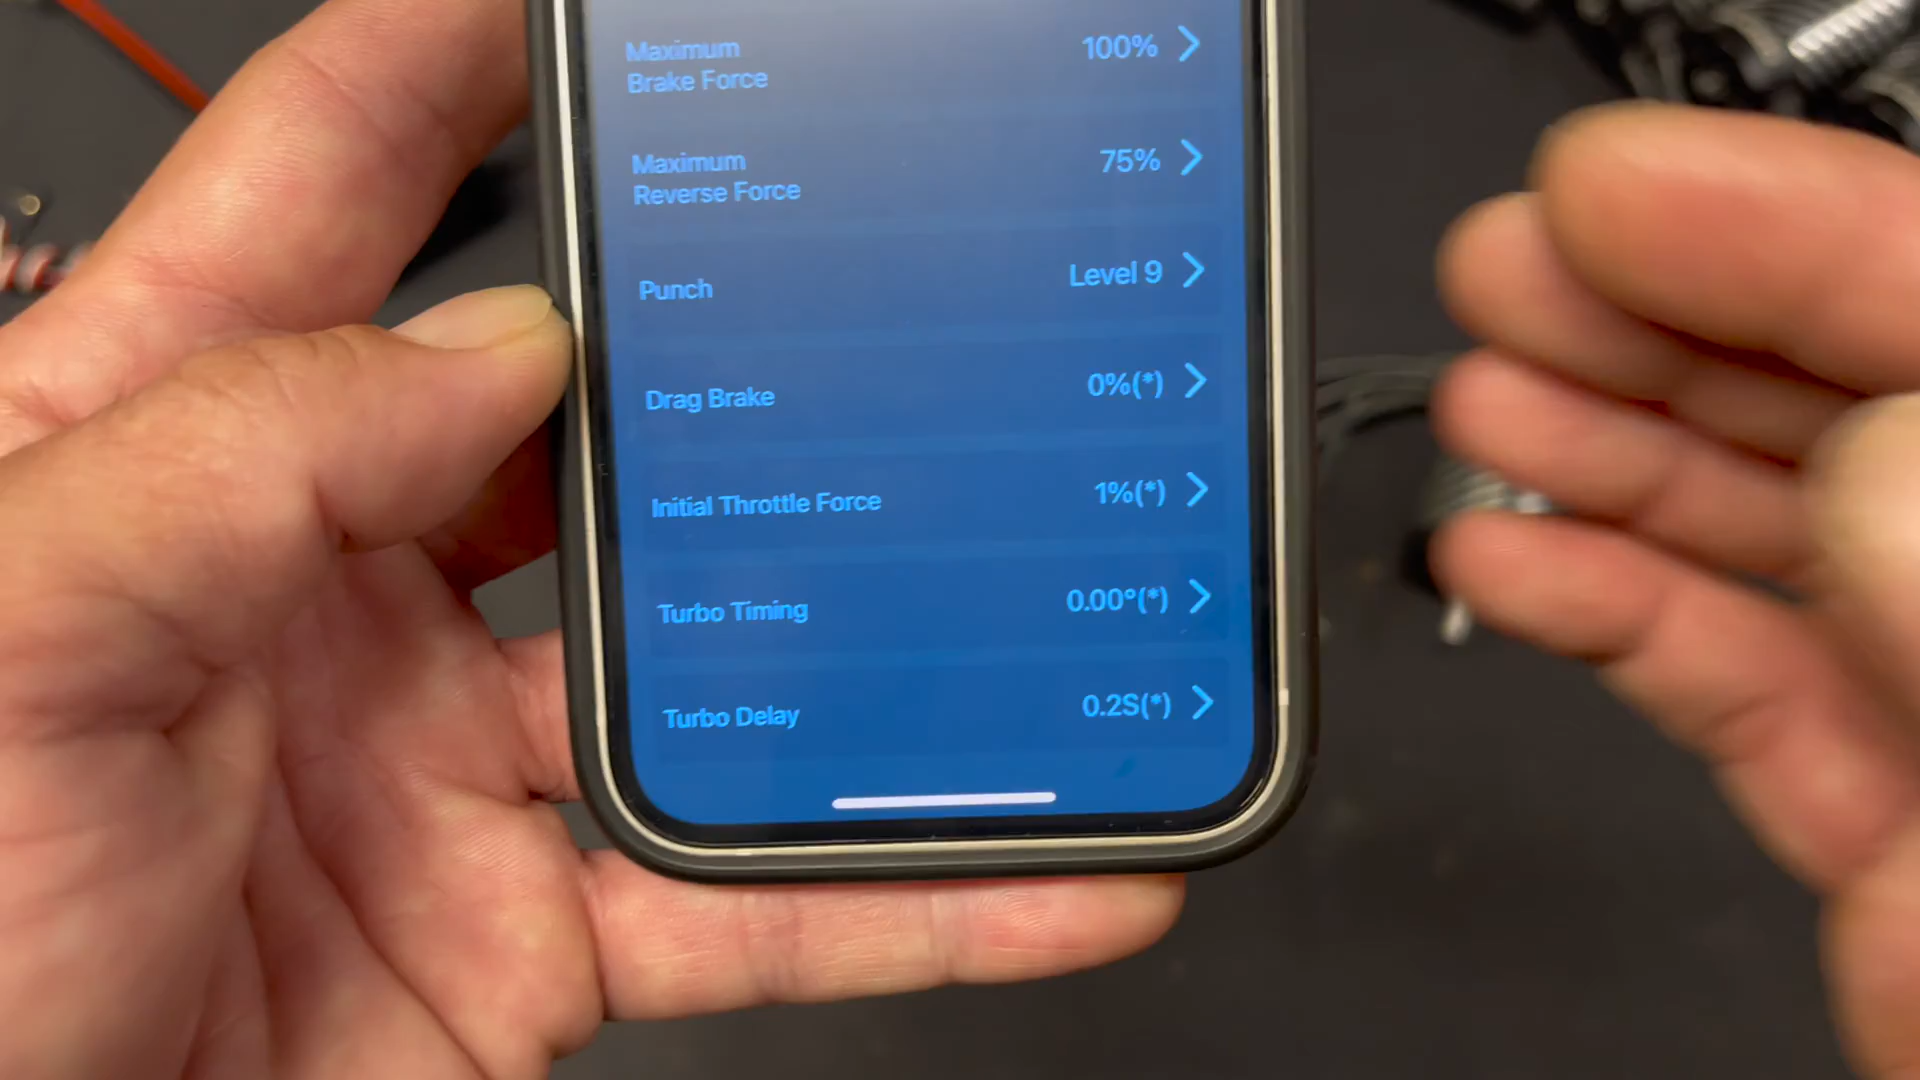 Maximum
Brake Force
100%
Maximum
Reverse Force
75%
Punch
Level 9
Drag Brake
0%(*)
Initial Throttle Force
1%(*)
Turbo Timing
0.00°(*)
Turbo Delay
0.2S(*)